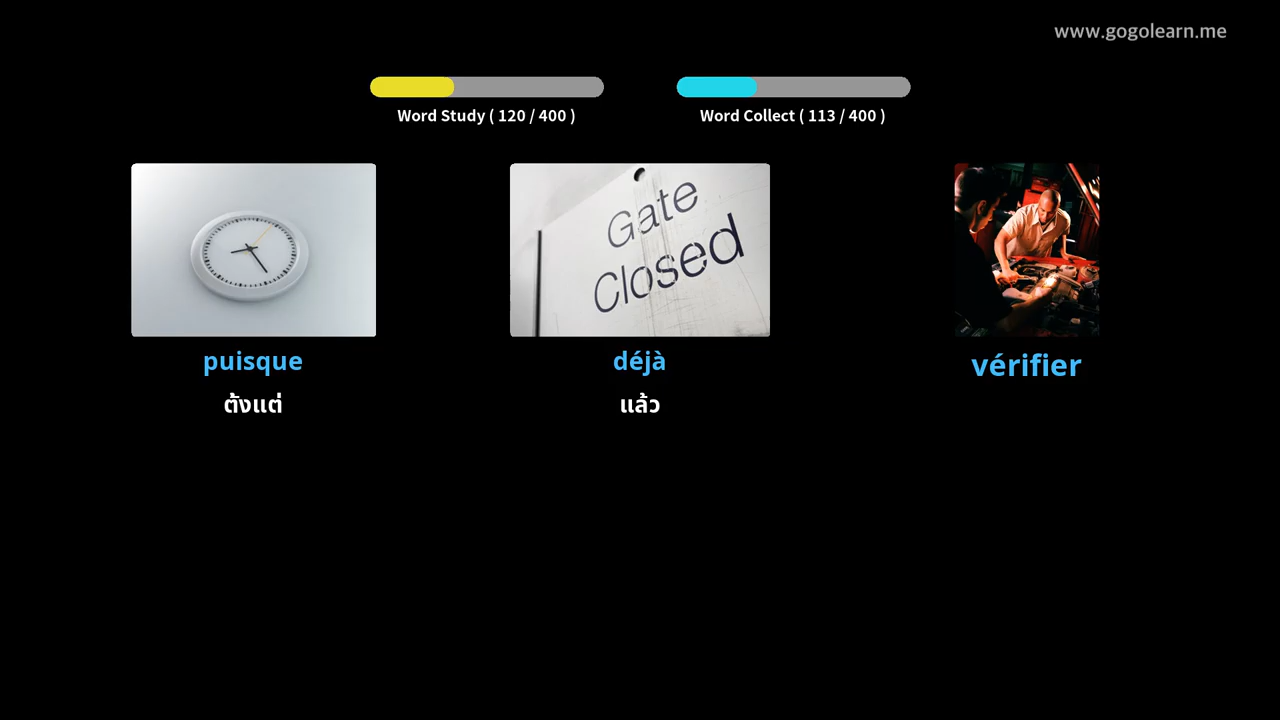 www.gogolearn.me
Word Study ( 120 / 400 )
Word Collect ( 113 / 400 )
Gate
Closed
puisque
déjà
vérifier
ตั้งแต่
แล้ว